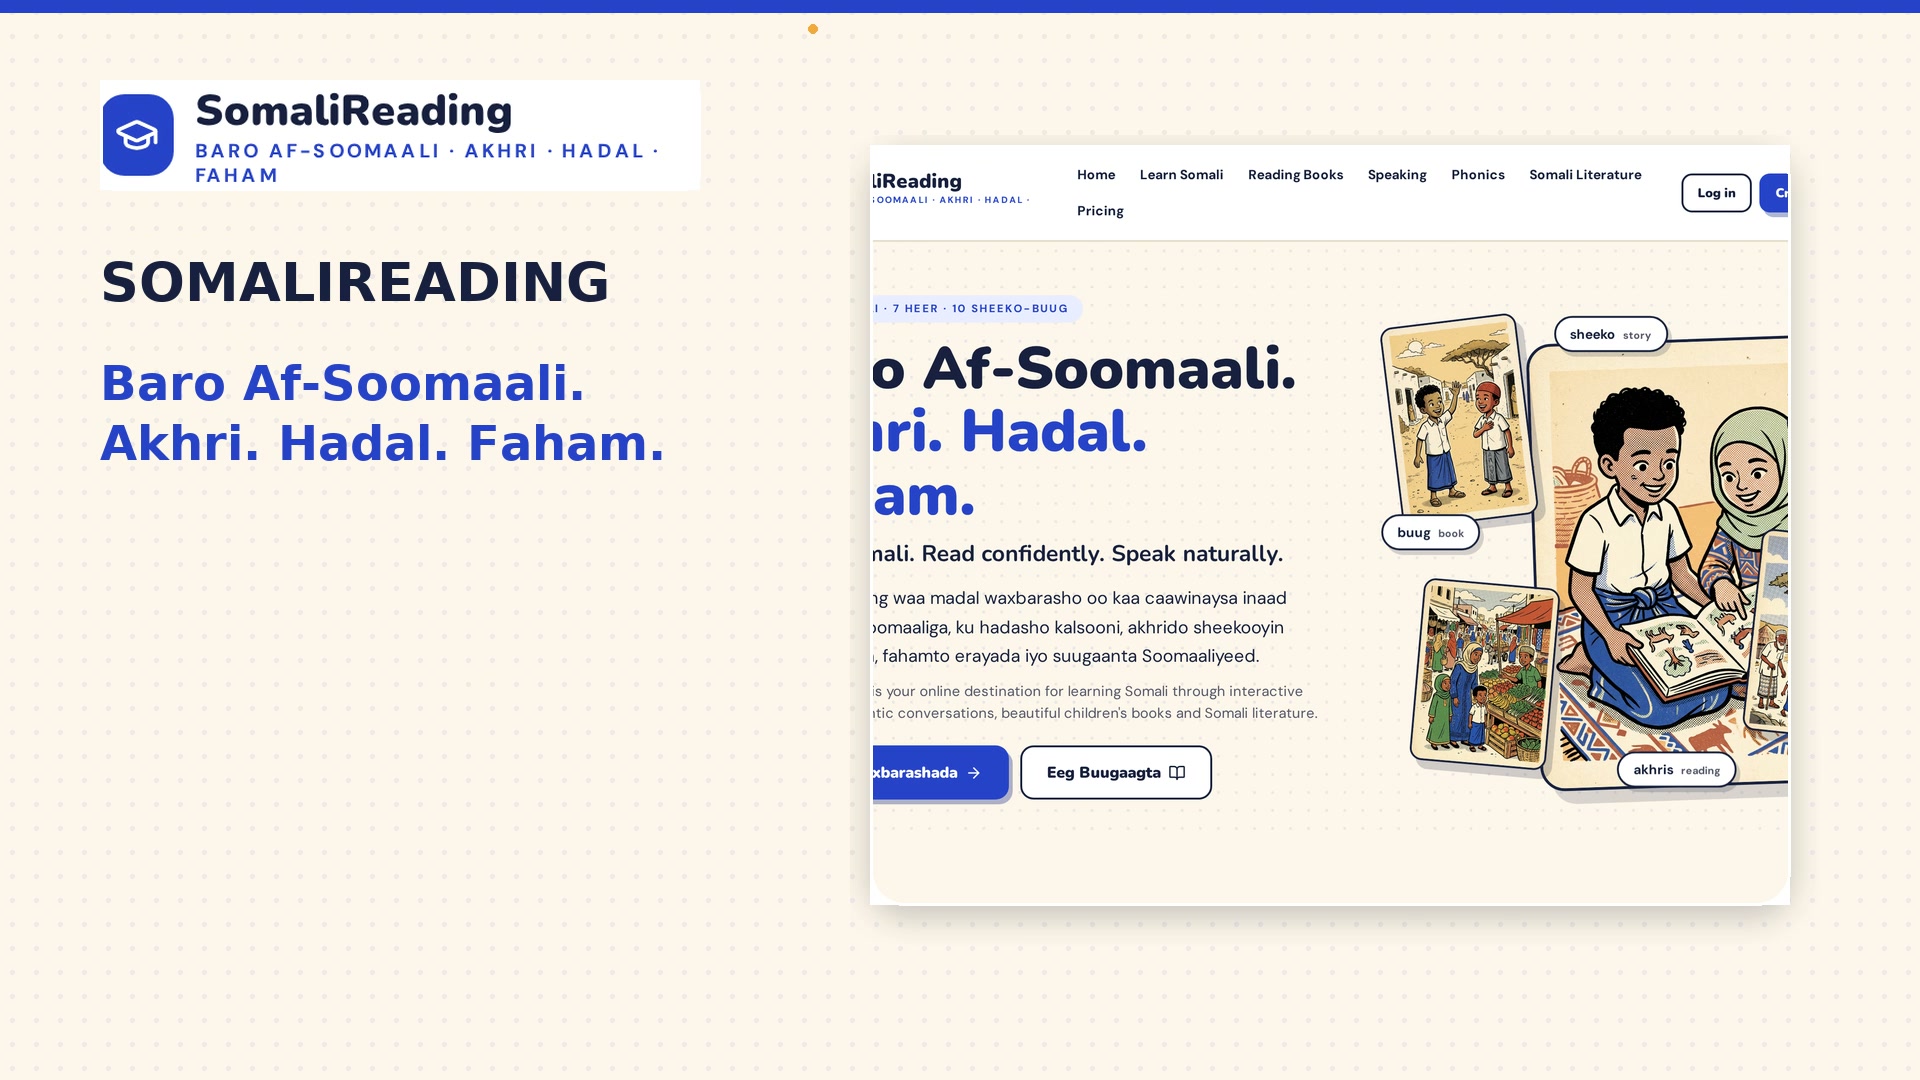 SomaliReading
BARO AF-SOOMAALI · AKHRI · HADAL ·
FAHAM
SOMALIREADING
Baro Af-Soomaali.
Akhri. Hadal. Faham.
liReading
SOOMAALI · AKHRI · HADAL ·
Home Learn Somali Reading Books Speaking Phonics Somali Literature
Pricing
Log in
· 7 HEER · 10 SHEEKO-BUUG
Af-Soomaali.
Hadal.
am.
Read confidently. Speak naturally.
waa madal waxbarasho oo kaa caawinaysa inaad
ku hadasho kalsooni, akhrido sheekooyin
fahamto erayada iyo suugaanta Soomaaliyeed.
is your online destination for learning Somali through interactive
conversations, beautiful children's books and Somali literature.
xbarashada
Eeg Buugaagta
sheeko story
buug book
akhris reading